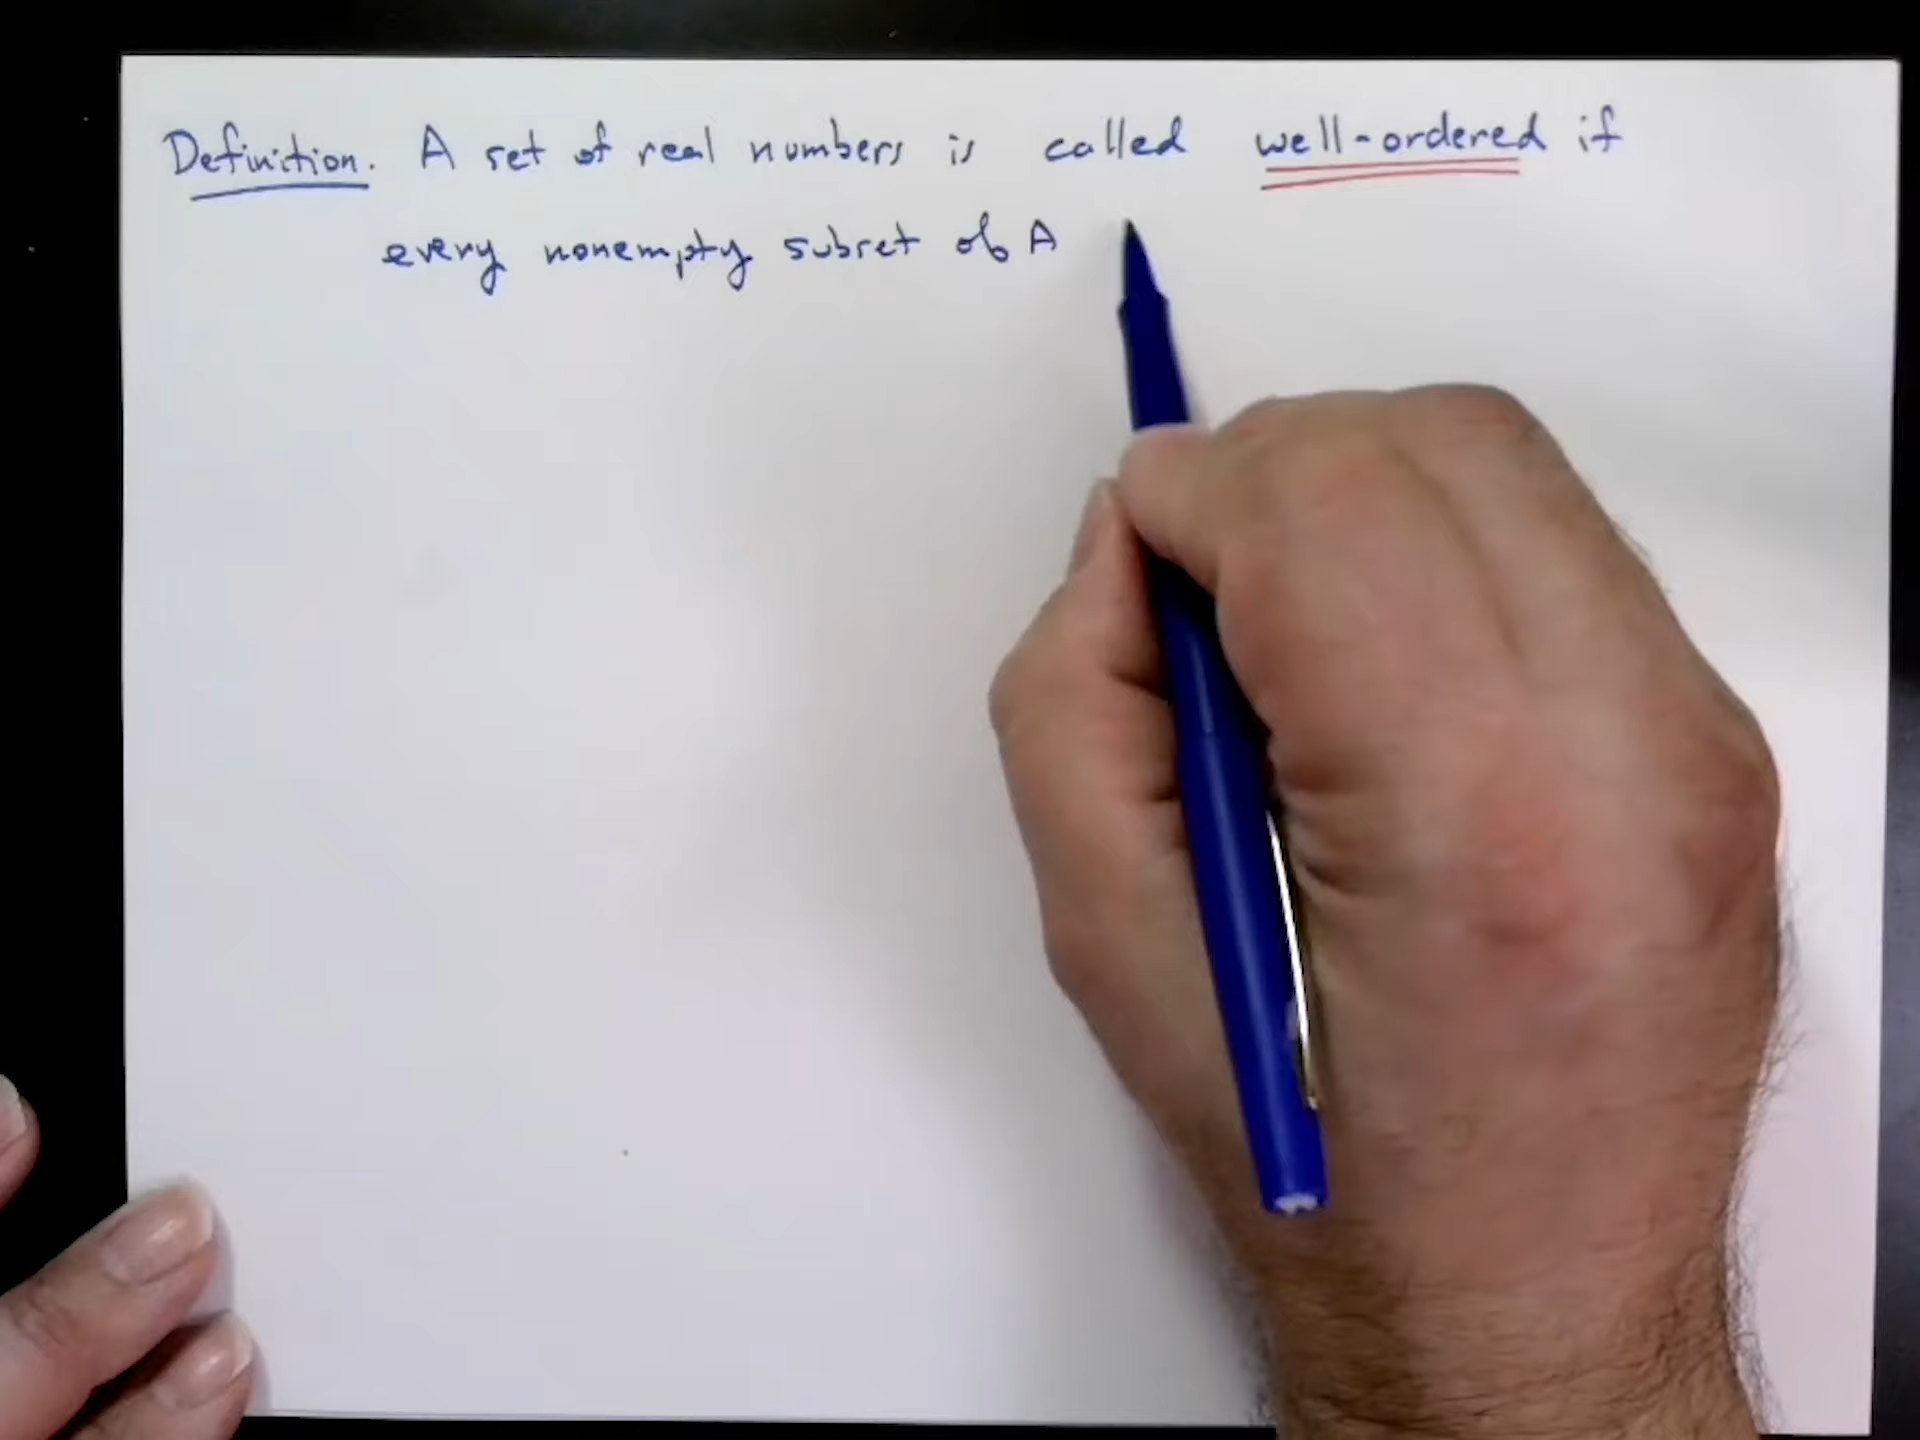 Definition. A set of real numbers is called well-ordered if
every nonempty subset of A